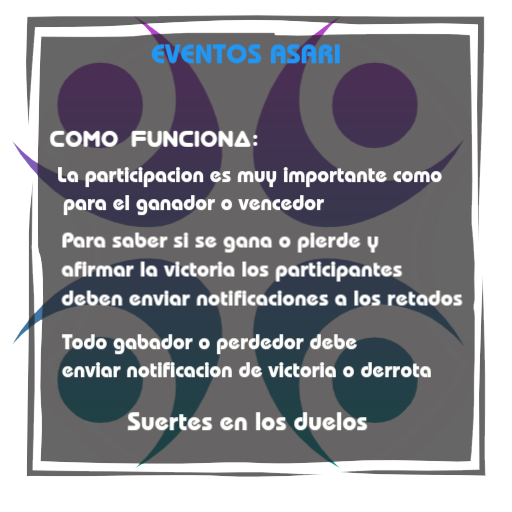 EVENTOS ASARI
COMO FUNCIONA:
La participacion es muy importante como
para el ganador o vencedor
Para saber si se gana o pierde y
afirmar la victoria los participantes
deben enviar notificaciones a los retados
Todo gabador o perdedor debe
enviar notificacion de victoria o derrota
Suertes en los duelos